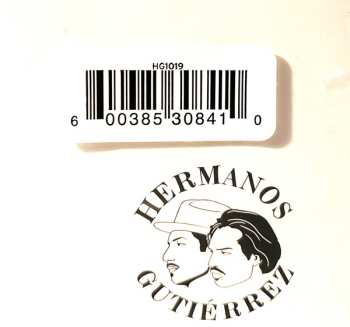 HG1019
6 00385 30841 0
HERMANOS
GUTIÉRREZ